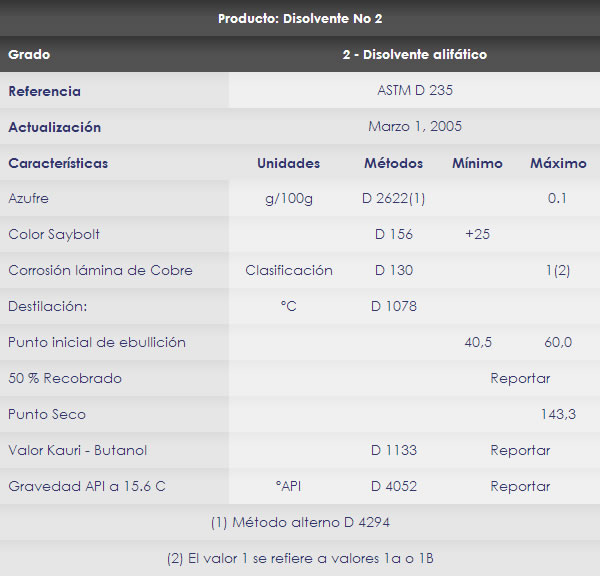 Producto: Disolvente No 2
Grado 2 - Disolvente alifático
Referencia ASTM D 235
Actualización Marzo 1, 2005
Características Unidades Métodos Mínimo Máximo
Azufre g/100g D 2622(1) 0.1
Color Saybolt D 156 +25
Corrosión lámina de Cobre Clasificación D 130 1(2)
Destilación: °C D 1078
Punto inicial de ebullición 40,5 60,0
50 % Recobrado Reportar
Punto Seco 143,3
Valor Kauri - Butanol D 1133 Reportar
Gravedad API a 15.6 C °API D 4052 Reportar
(1) Método alterno D 4294
(2) El valor 1 se refiere a valores 1a o 1B